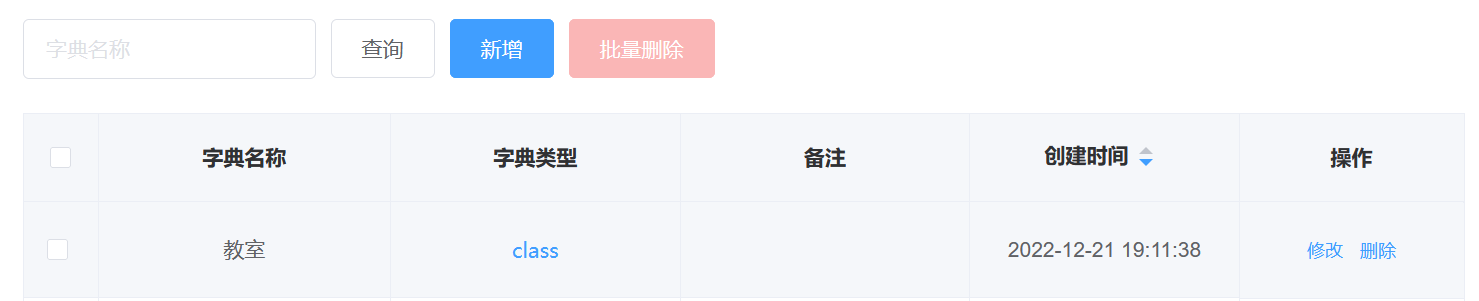 字典名称 查询 新增 批量删除
字典名称 字典类型 备注 创建时间 操作
教室 class 2022-12-21 19:11:38 修改 删除